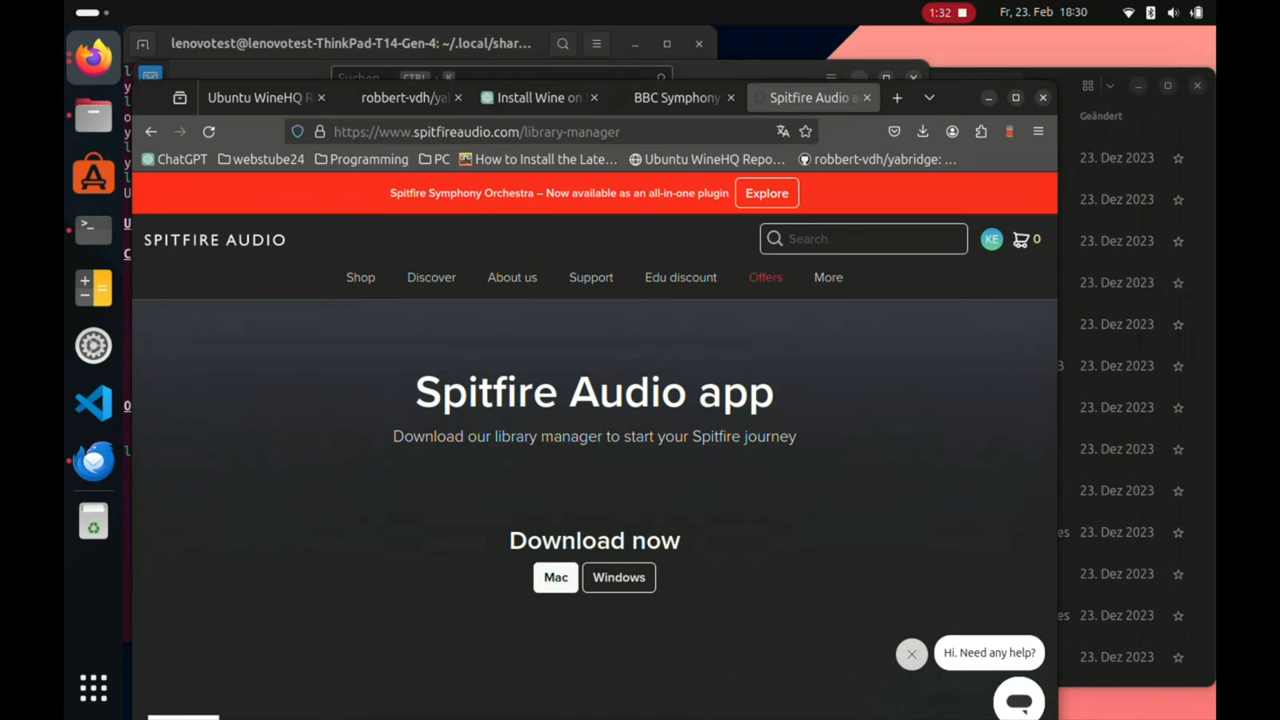 1:32
Fr, 23. Feb 18:30
lenovotest@lenovotest-ThinkPad-T14-Gen-4: ~/.local/shar...
Suchen CTRL + K
Ubuntu WineHQ R
robbert-vdh/ya
Install Wine on
BBC Symphony
Spitfire Audio a
https://www.spitfireaudio.com/library-manager
ChatGPT
webstube24
Programming
PC
How to Install the Late...
Ubuntu WineHQ Repo...
robbert-vdh/yabridge: ...
Spitfire Symphony Orchestra – Now available as an all-in-one plugin
Explore
SPITFIRE AUDIO
Search
KE
0
Shop
Discover
About us
Support
Edu discount
Offers
More
Spitfire Audio app
Download our library manager to start your Spitfire journey
Download now
Mac
Windows
Hi. Need any help?
Geändert
23. Dez 2023
23. Dez 2023
23. Dez 2023
23. Dez 2023
23. Dez 2023
3 23. Dez 2023
23. Dez 2023
23. Dez 2023
23. Dez 2023
es 23. Dez 2023
23. Dez 2023
es 23. Dez 2023
23. Dez 2023